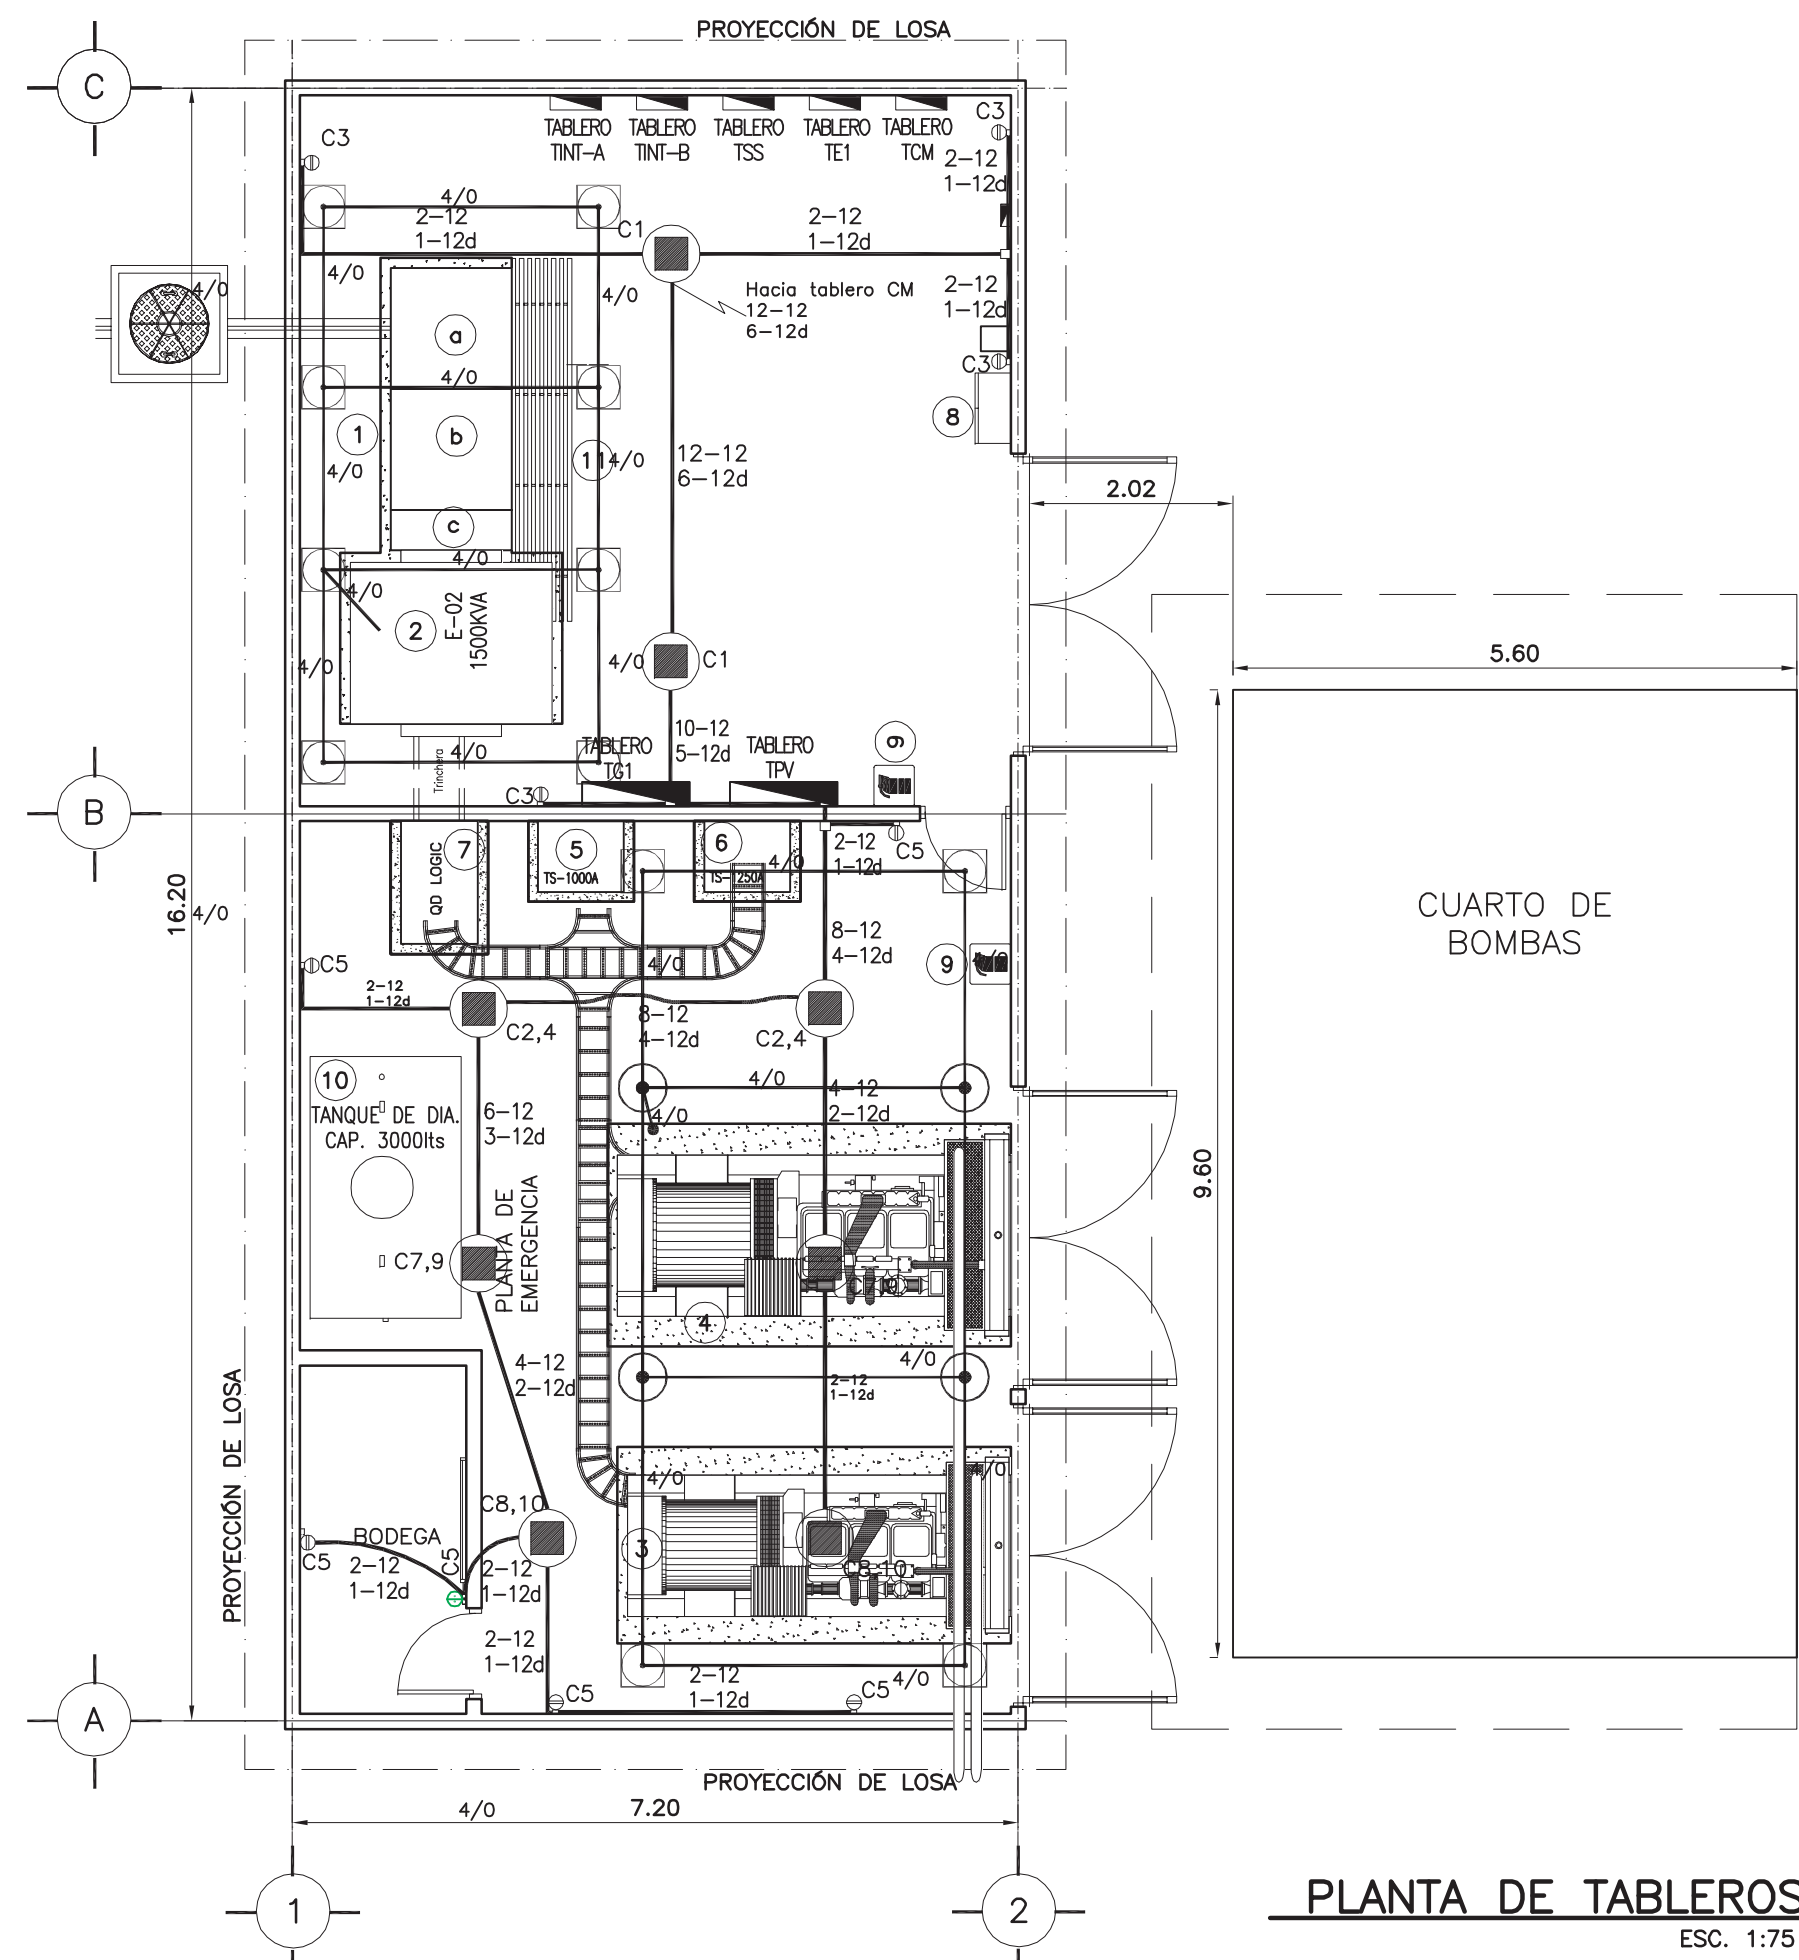 PROYECCIÓN DE LOSA
C
TABLERO
TINT-A
TABLERO
TINT-B
TABLERO
TSS
TABLERO
TE1
TABLERO
TCM
C3
C3
2-12
1-12d
4/0
2-12
1-12d
C1
2-12
1-12d
4/0
4/0
4/0
Hacia tablero CM
12-12
6-12d
2-12
1-12d
a
C3
4/0
8
1
b
4/0
11
4/0
12-12
6-12d
2.02
c
4/0
4/0
2
E-02
1500KVA
4/0
4/0
C1
5.60
10-12
5-12d
4/0
Trinchera
TABLERO
TG1
TABLERO
TPV
9
C3
B
7
QD LOGIC
5
TS-1000A
6
TS-1250A
4/0
2-12
1-12d
C5
16.20
4/0
CUARTO DE
BOMBAS
8-12
4-12d
9
4/0
C5
4/0
2-12
1-12d
C2,4
8-12
4-12d
C2,4
10
TANQUE DE DIA.
CAP. 3000lts
4/0
4-12
2-12d
4/0
6-12
3-12d
9.60
PLANTA DE
EMERGENCIA
C7,9
4
4/0
4-12
2-12d
2-12
1-12d
PROYECCIÓN DE LOSA
4/0
4/0
C8,10
BODEGA
3
C8,10
C5
C5
2-12
1-12d
2-12
1-12d
2-12
1-12d
2-12
1-12d
4/0
C5
C5
A
PROYECCIÓN DE LOSA
4/0
7.20
1
2
PLANTA DE TABLEROS
ESC. 1:75